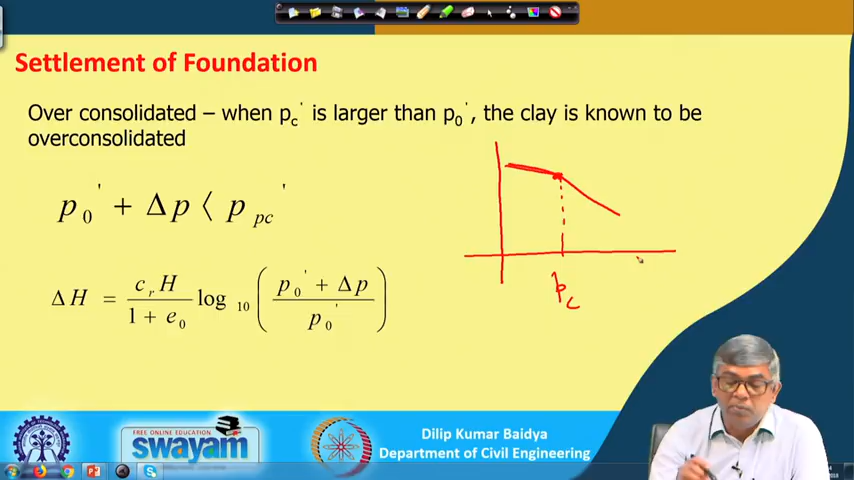 Settlement of Foundation
Over consolidated – when pc' is larger than p0', the clay is known to be
overconsolidated
p0' + Δp 〈 ppc'
ΔH = crH / 1 + e0 log 10 ( p0' + Δp / p0' )
pc
FREE ONLINE EDUCATION
swayam
Dilip Kumar Baidya
Department of Civil Engineering